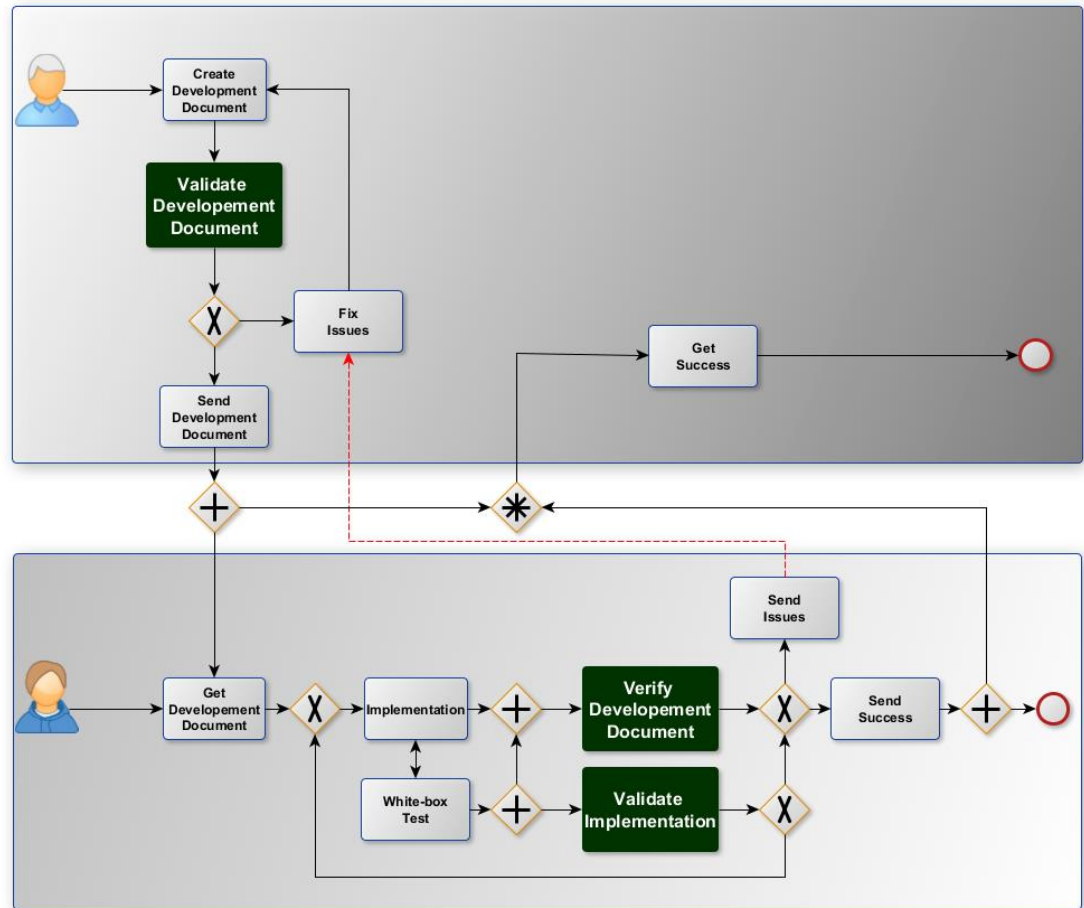 Create
Development
Document
Validate
Developement
Document
Fix
Issues
Get
Success
Send
Development
Document
Send
Issues
Get
Developement
Document
Implementation
Verify
Developement
Document
Send
Success
White-box
Test
Validate
Implementation